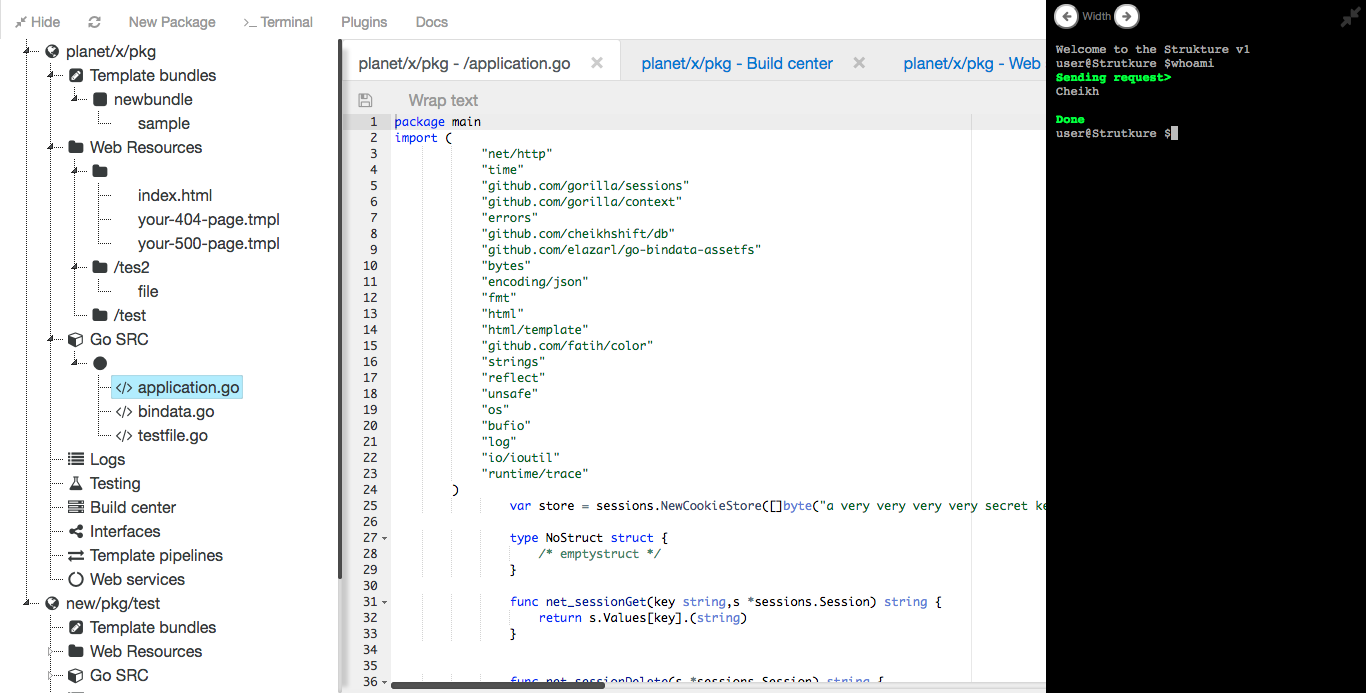 Hide New Package >_ Terminal Plugins Docs
planet/x/pkg
Template bundles
newbundle
sample
Web Resources
index.html
your-404-page.tmpl
your-500-page.tmpl
/tes2
file
/test
Go SRC
</> application.go
</> bindata.go
</> testfile.go
Logs
Testing
Build center
Interfaces
Template pipelines
Web services
new/pkg/test
Template bundles
Web Resources
Go SRC
planet/x/pkg - /application.go × planet/x/pkg - Build center × planet/x/pkg - Web
Wrap text
1 package main
2 import (
3 "net/http"
4 "time"
5 "github.com/gorilla/sessions"
6 "github.com/gorilla/context"
7 "errors"
8 "github.com/cheikhshift/db"
9 "github.com/elazarl/go-bindata-assetfs"
10 "bytes"
11 "encoding/json"
12 "fmt"
13 "html"
14 "html/template"
15 "github.com/fatih/color"
16 "strings"
17 "reflect"
18 "unsafe"
19 "os"
20 "bufio"
21 "log"
22 "io/ioutil"
23 "runtime/trace"
24 )
25 var store = sessions.NewCookieStore([]byte("a very very very very secret ke
26
27 type NoStruct struct {
28 /* emptystruct */
29 }
30
31 func net_sessionGet(key string,s *sessions.Session) string {
32 return s.Values[key].(string)
33 }
34
35
36 func net_sessionDelete(s *sessions.Session) string {
Width
Welcome to the Strukture v1
user@Strutkure $whoami
Sending request>
Cheikh
Done
user@Strutkure $